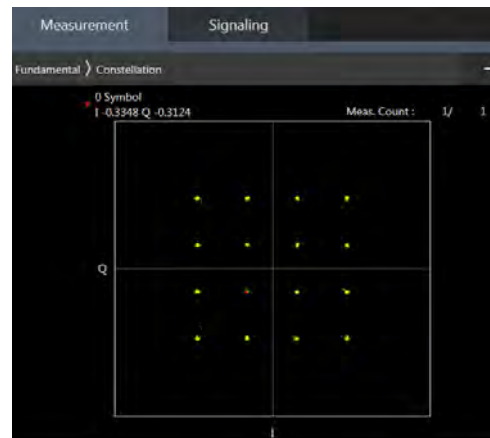 Measurement Signaling
Fundamental 〉 Constellation
0 Symbol
I -0.3348 Q -0.3124 Meas. Count : 1/ 1
Q
I